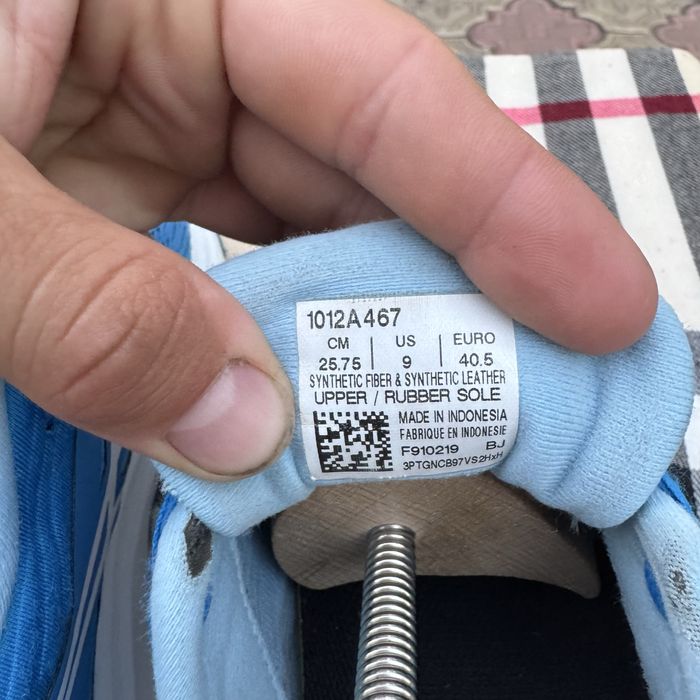 1012A467
CM | US | EURO
25.75 | 9 | 40.5
SYNTHETIC FIBER & SYNTHETIC LEATHER
UPPER / RUBBER SOLE
MADE IN INDONESIA
FABRIQUE EN INDONESIE
F910219 BJ
3PTGNCB97VS2HxH